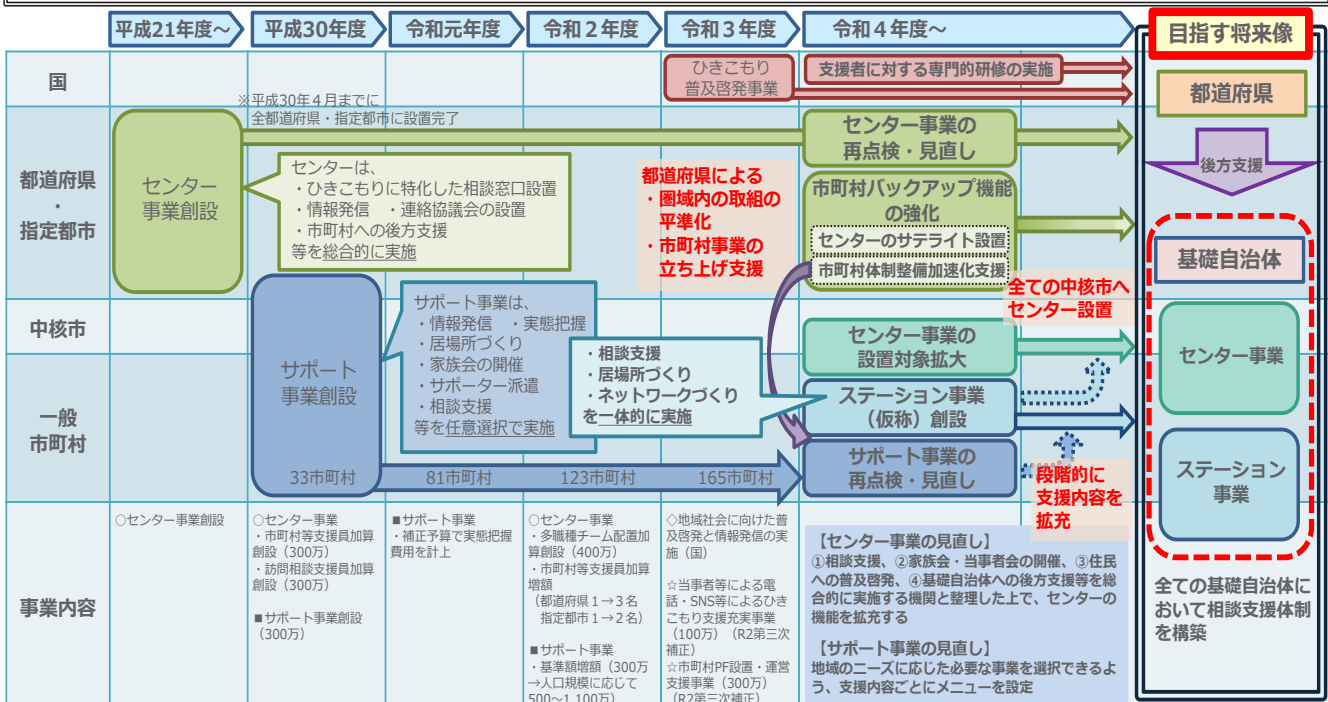 平成21年度～
平成30年度
令和元年度
令和２年度
令和３年度
令和４年度～
目指す将来像
国
ひきこもり
普及啓発事業
支援者に対する専門的研修の実施
都道府県
・
指定都市
センター
事業創設
※平成30年４月までに
全都道府県・指定都市に設置完了
センターは、
・ひきこもりに特化した相談窓口設置
・情報発信　・連絡協議会の設置
・市町村への後方支援
等を総合的に実施
都道府県による
・圏域内の取組の
平準化
・市町村事業の
立ち上げ支援
センター事業の
再点検・見直し
市町村バックアップ機能
の強化
センターのサテライト設置
市町村体制整備加速化支援
全ての中核市へ
センター設置
中核市
センター事業の
設置対象拡大
一般
市町村
サポート
事業創設
サポート事業は、
・情報発信　・実態把握
・居場所づくり
・家族会の開催
・サポーター派遣
・相談支援
等を任意選択で実施
・相談支援
・居場所づくり
・ネットワークづくり
を一体的に実施
ステーション事業
（仮称）創設
サポート事業の
再点検・見直し
33市町村
81市町村
123市町村
165市町村
段階的に
支援内容を
拡充
都道府県
後方支援
基礎自治体
センター事業
ステーション
事業
全ての基礎自治体に
おいて相談支援体制
を構築
事業内容
○センター事業創設
○センター事業
・市町村等支援員加算
創設（300万）
・訪問相談支援員加算
創設（300万）
■サポート事業創設
（300万）
■サポート事業
・補正予算で実態把握
費用を計上
○センター事業
・多職種チーム配置加
算創設（400万）
・市町村等支援員加算
増額
（都道府県１→３名
指定都市１→２名）
■サポート事業
・基準額増額（300万
→人口規模に応じて
500～1,100万）
◇地域社会に向けた普
及啓発と情報発信の実
施（国）
☆当事者等による電
話・SNS等によるひき
こもり支援充実事業
（100万）（R2第三次
補正）
☆市町村PF設置・運営
支援事業（300万）
（R2第三次補正）
【センター事業の見直し】
①相談支援、②家族会・当事者会の開催、③住民
への普及啓発、④基礎自治体への後方支援等を総
合的に実施する機関と整理した上で、センターの
機能を拡充する
【サポート事業の見直し】
地域のニーズに応じた必要な事業を選択できるよ
う、支援内容ごとにメニューを設定